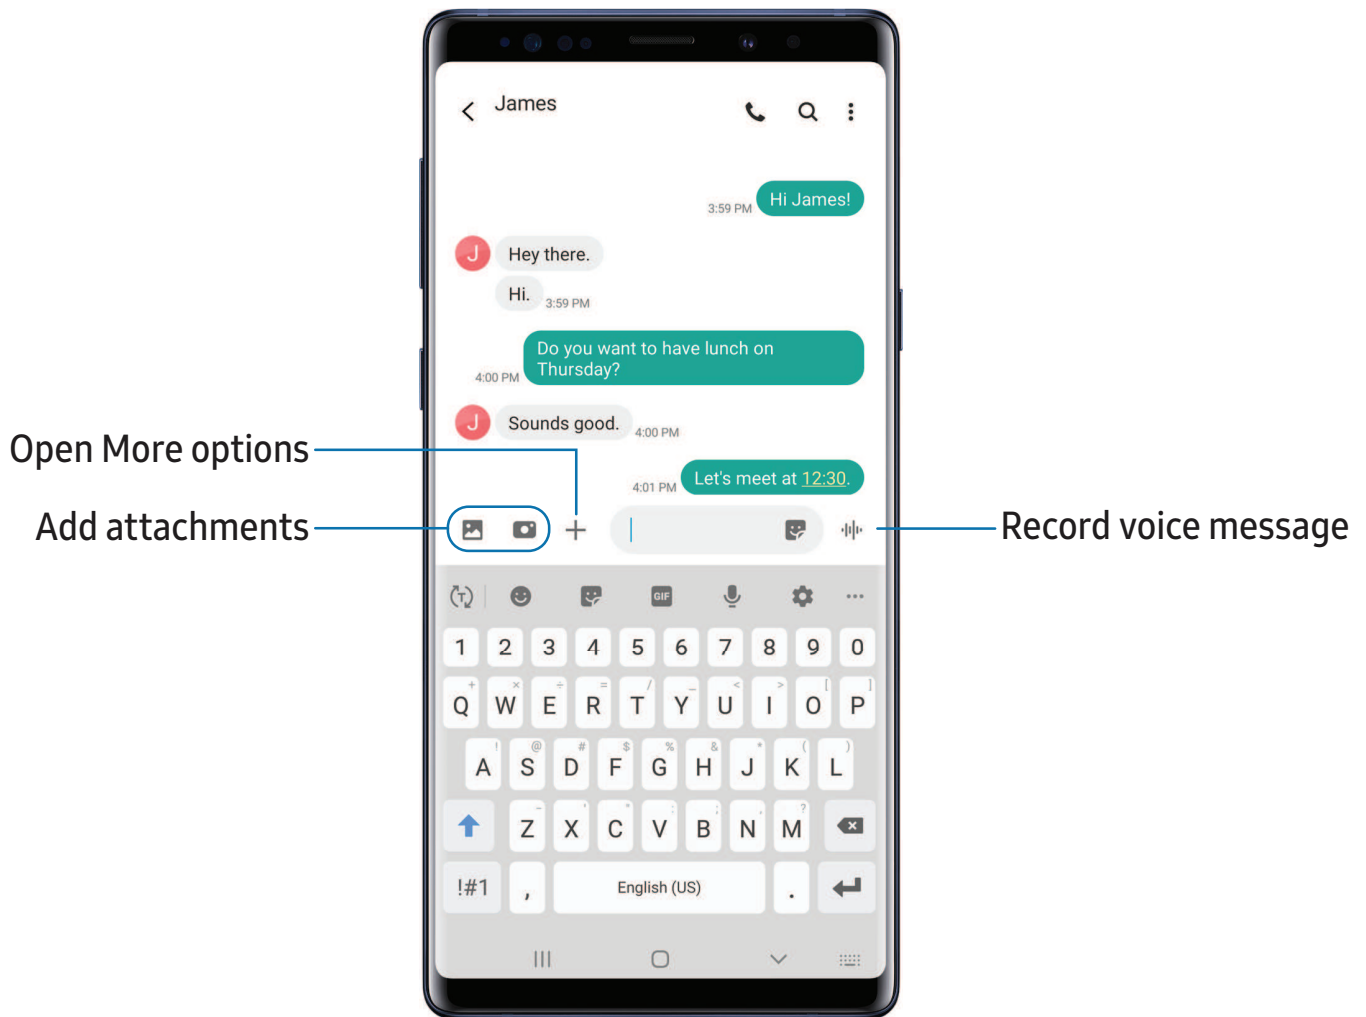 James
Hi James!
3:59 PM
J
Hey there.
Hi.
3:59 PM
Do you want to have lunch on
Thursday?
4:00 PM
J
Sounds good.
4:00 PM
Let's meet at 12:30.
4:01 PM
Open More options
Add attachments
Record voice message
T
GIF
1 2 3 4 5 6 7 8 9 0
+ × ÷ = / _ < > [ ]
Q W E R T Y U I O P
! @ # $ % & * ( )
A S D F G H J K L
- ' " : ; , ?
Z X C V B N M
!#1 , English (US) .